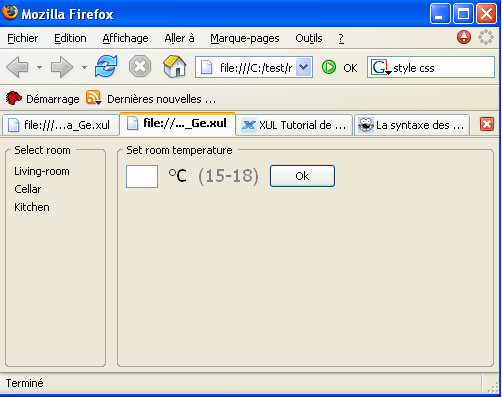 Mozilla Firefox
Fichier Edition Affichage Aller à Marque-pages Outils ?
file:///C:/test/r OK style css
Démarrage Dernières nouvelles ...
file:///...a_Ge.xul file://..._Ge.xul XUL Tutorial de ... La syntaxe des ...
Select room Set room temperature
Living-room
Cellar
Kitchen
°C (15-18) Ok
Terminé